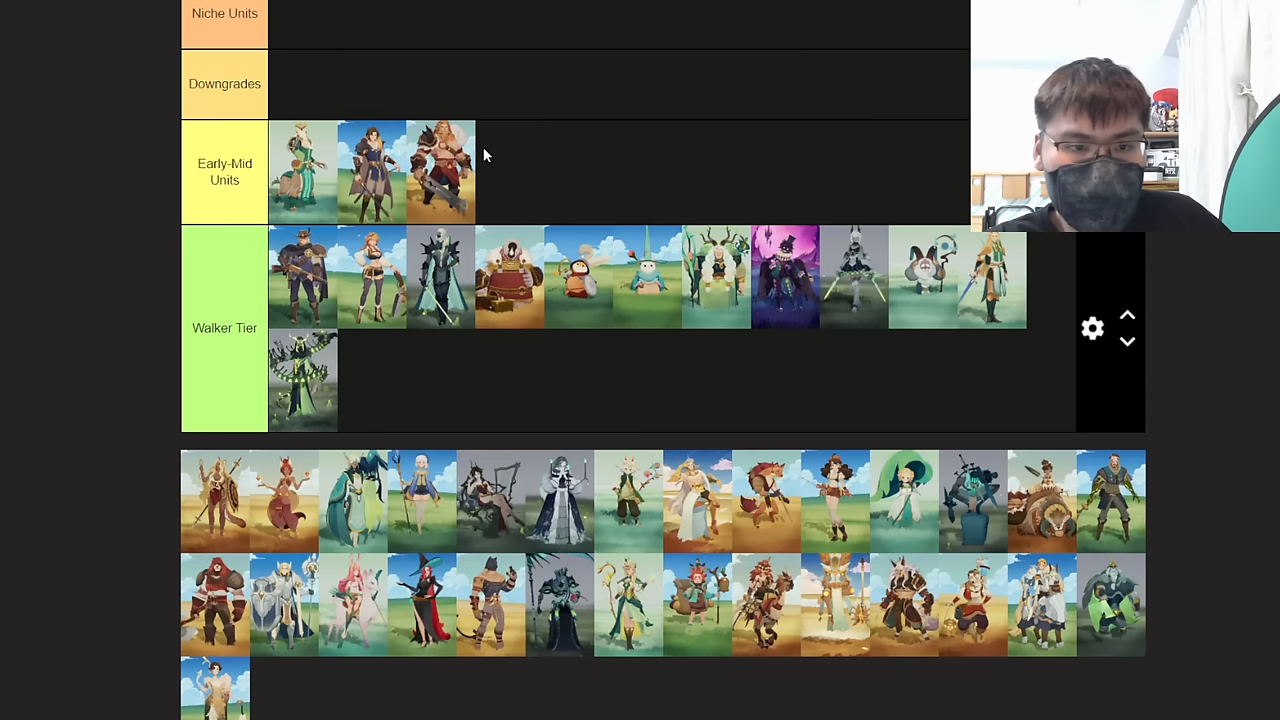 Niche Units
Downgrades
Early-Mid
Units
Walker Tier